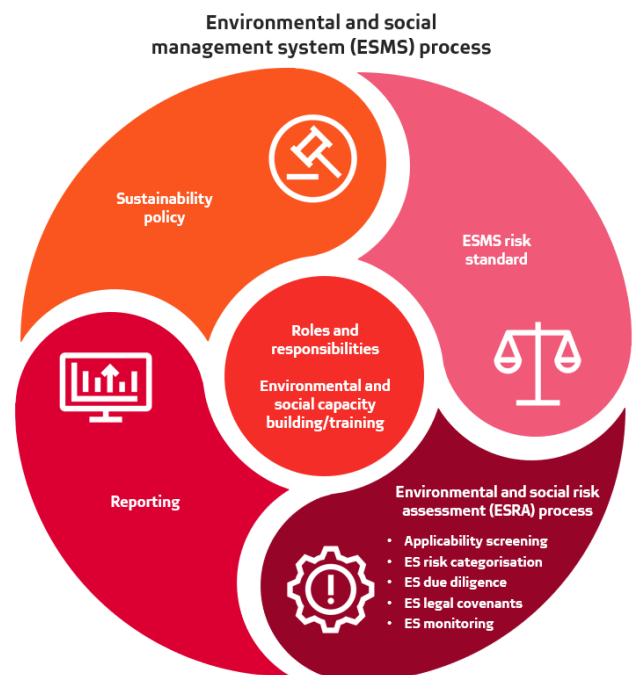 Environmental and social
management system (ESMS) process
Sustainability
policy
ESMS risk
standard
Roles and
responsibilities
Environmental and
social capacity
building/training
Reporting
Environmental and social risk
assessment (ESRA) process
• Applicability screening
• ES risk categorisation
• ES due diligence
• ES legal covenants
• ES monitoring